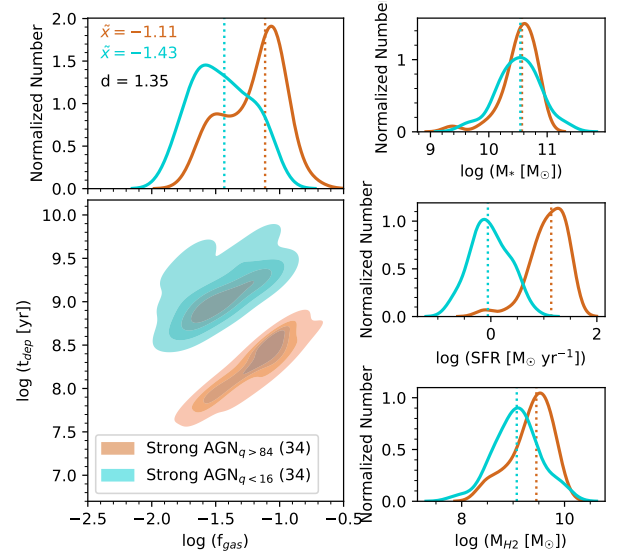 Normalized Number
2.0
1.5
1.0
0.5
0.0
x̃ = −1.11
x̃ = −1.43
d = 1.35
log (t_dep [yr])
10.0
9.5
9.0
8.5
8.0
7.5
7.0
Strong AGN_q>84 (34)
Strong AGN_q<16 (34)
−2.5 −2.0 −1.5 −1.0 −0.5
log (f_gas)
Normalized Number
1
0
9 10 11
log (M_* [M_☉])
Normalized Number
1.0
0.5
0.0
0 2
log (SFR [M_☉ yr⁻¹])
Normalized Number
1.0
0.5
0.0
8 10
log (M_H2 [M_☉])